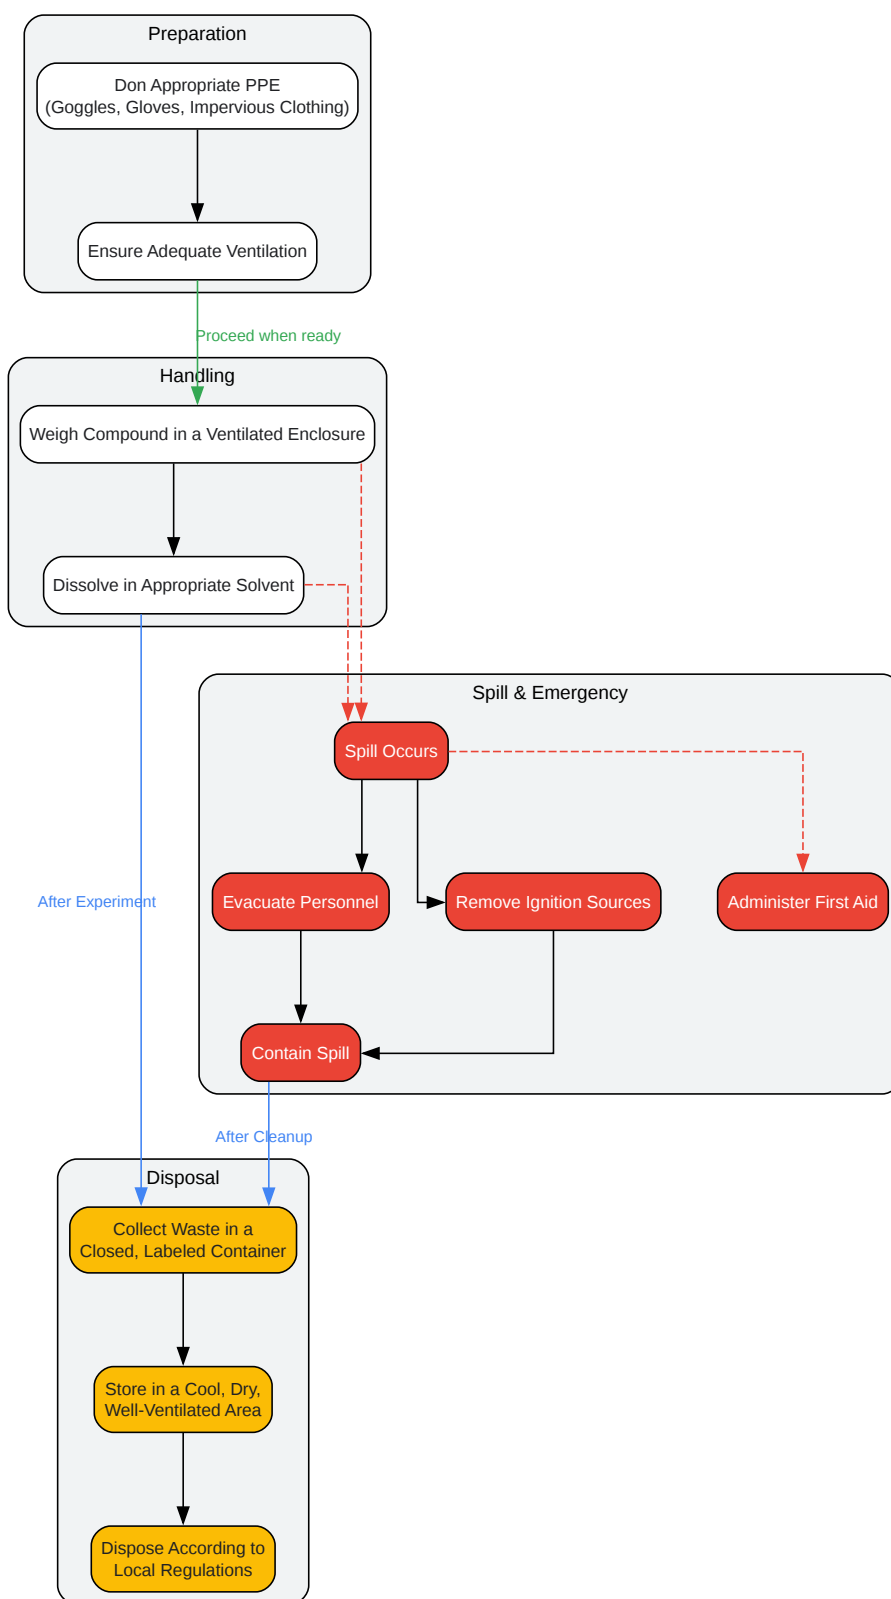 Preparation
Don Appropriate PPE
(Goggles, Gloves, Impervious Clothing)
Ensure Adequate Ventilation
Proceed when ready
Handling
Weigh Compound in a Ventilated Enclosure
Dissolve in Appropriate Solvent
Spill & Emergency
Spill Occurs
Evacuate Personnel
Remove Ignition Sources
Administer First Aid
After Experiment
Contain Spill
After Cleanup
Disposal
Collect Waste in a
Closed, Labeled Container
Store in a Cool, Dry,
Well-Ventilated Area
Dispose According to
Local Regulations